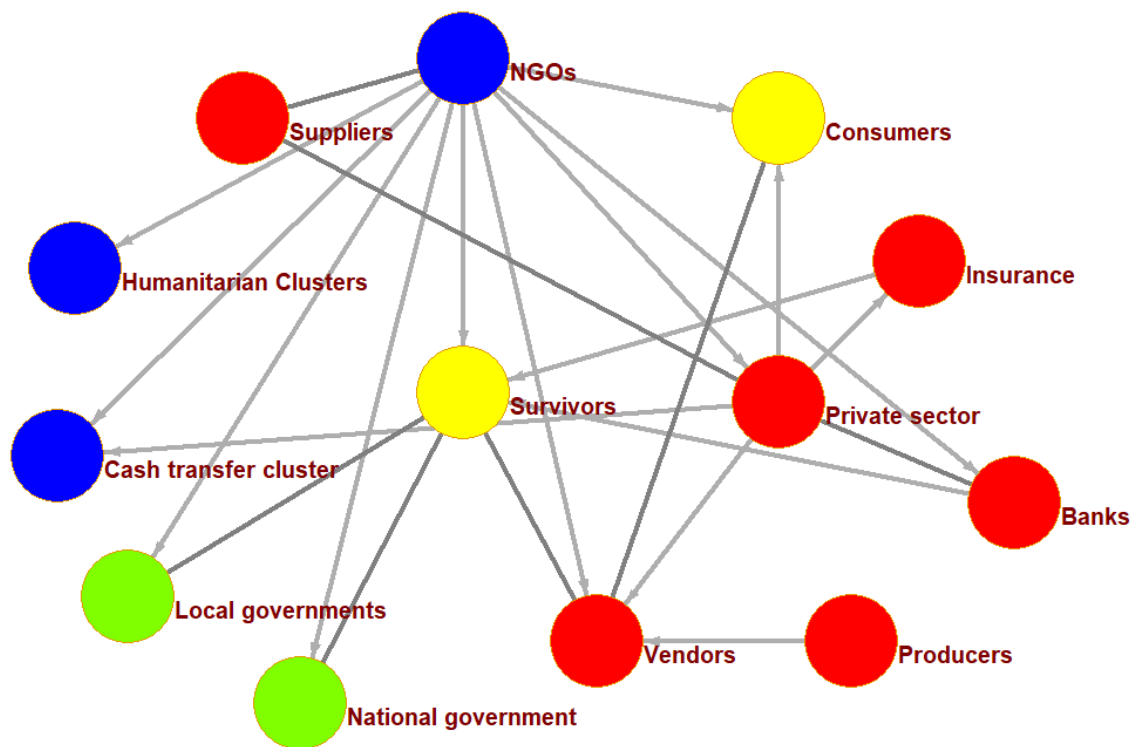 NGOs
Suppliers
Consumers
Humanitarian Clusters
Insurance
Survivors
Private sector
Cash transfer cluster
Banks
Local governments
Vendors
Producers
National government